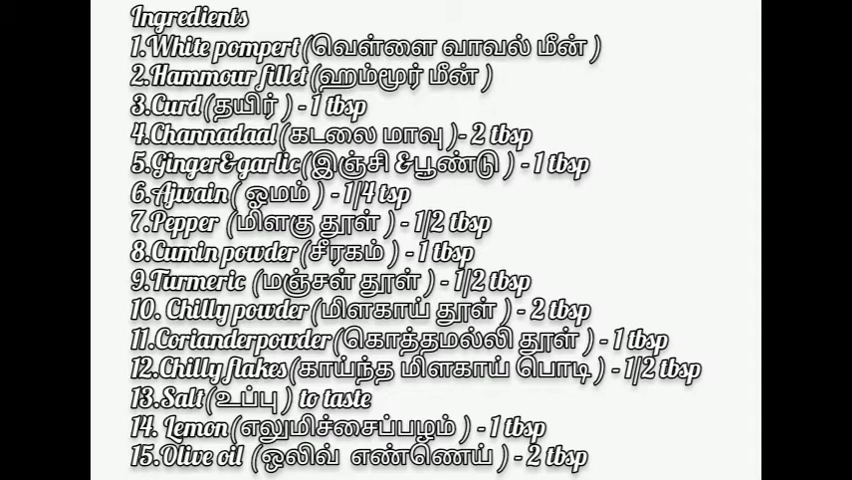 Ingredients
1.White pompert (வெள்ளை வாவல் மீன் )
2.Hammour fillet (ஹம்மூர் மீன் )
3.Curd (தயிர் ) - 1 tbsp
4.Channadaal (கடலை மாவு )- 2 tbsp
5.Ginger&garlic (இஞ்சி &பூண்டு ) - 1 tbsp
6.Ajwain ( ஓமம் ) - 1/4 tsp
7.Pepper (மிளகு தூள் ) - 1/2 tbsp
8.Cumin powder (சீரகம் ) - 1 tbsp
9.Turmeric (மஞ்சள் தூள் ) - 1/2 tbsp
10. Chilly powder (மிளகாய் தூள் ) - 2 tbsp
11.Corianderpowder (கொத்தமல்லி தூள் ) - 1 tbsp
12.Chilly flakes (காய்ந்த மிளகாய் பொடி ) - 1/2 tbsp
13.Salt (உப்பு ) to taste
14. Lemon (எலுமிச்சைப்பழம் ) - 1 tbsp
15.Olive oil (ஒலிவ் எண்ணெய் ) - 2 tbsp